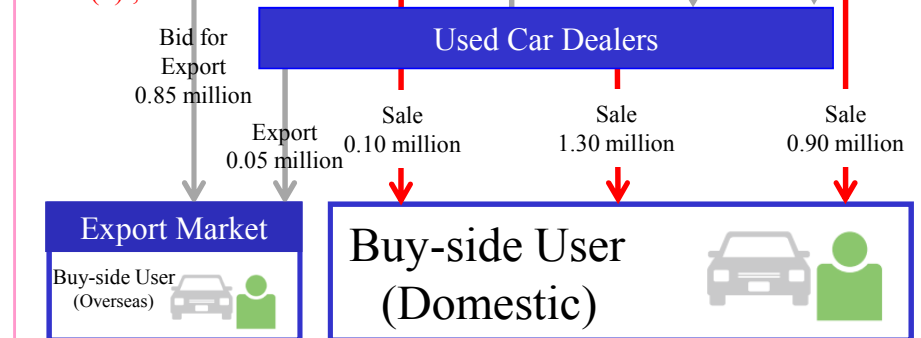 Used Car Dealers
Bid for
Export
0.85 million
Export
0.05 million
Sale
0.10 million
Sale
1.30 million
Sale
0.90 million
Export Market
Buy-side User
(Overseas)
Buy-side User
(Domestic)